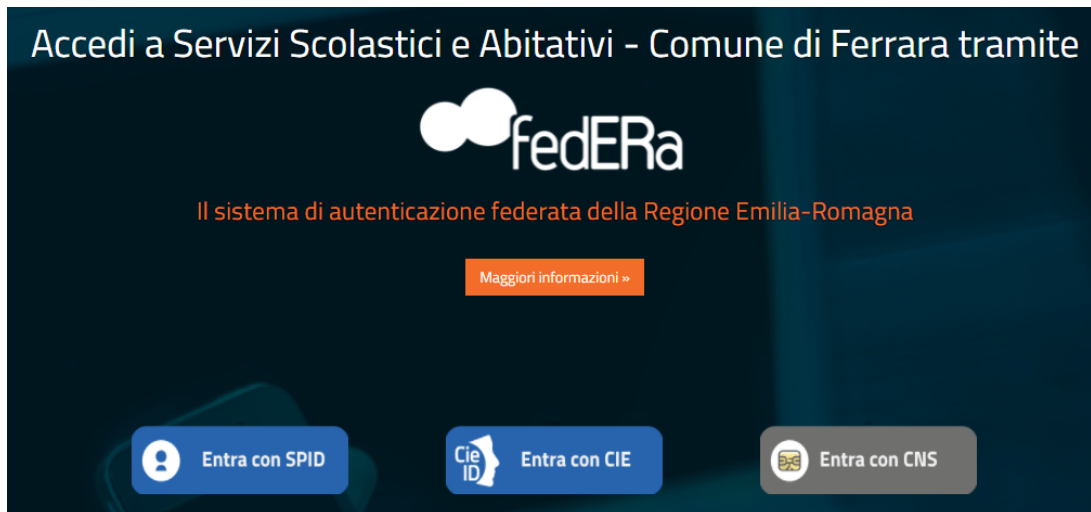 Accedi a Servizi Scolastici e Abitativi - Comune di Ferrara tramite
fedERa
Il sistema di autenticazione federata della Regione Emilia-Romagna
Maggiori informazioni »
Entra con SPID
Cie
ID
Entra con CIE
Entra con CNS